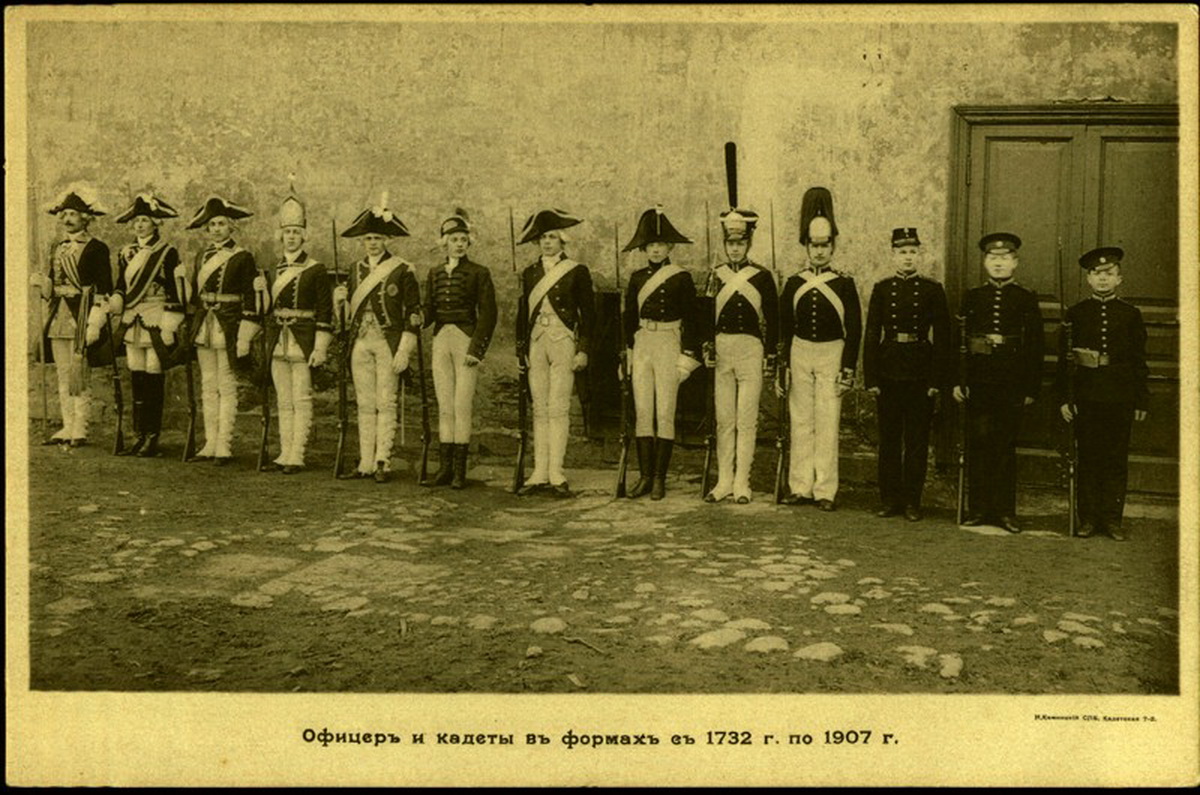 Офицеръ и кадеты въ формахъ съ 1732 г. по 1907 г.